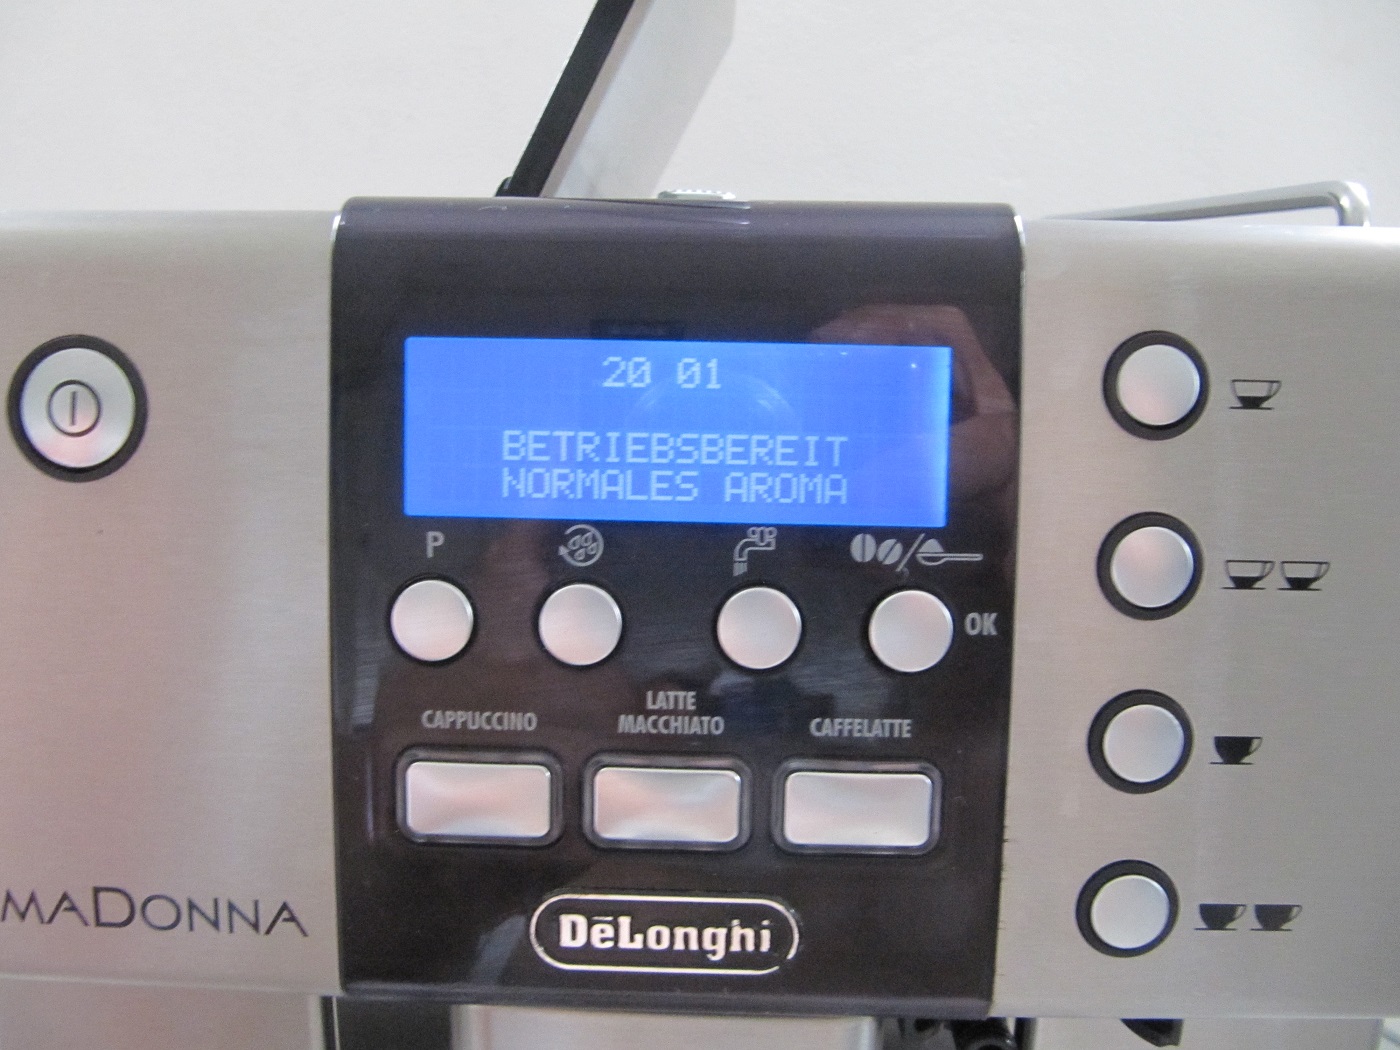 20 01
BETRIEBSBEREIT
NORMALES AROMA
P
OK
CAPPUCCINO
LATTE
MACCHIATO
CAFFELATTE
MADONNA
DēLonghi